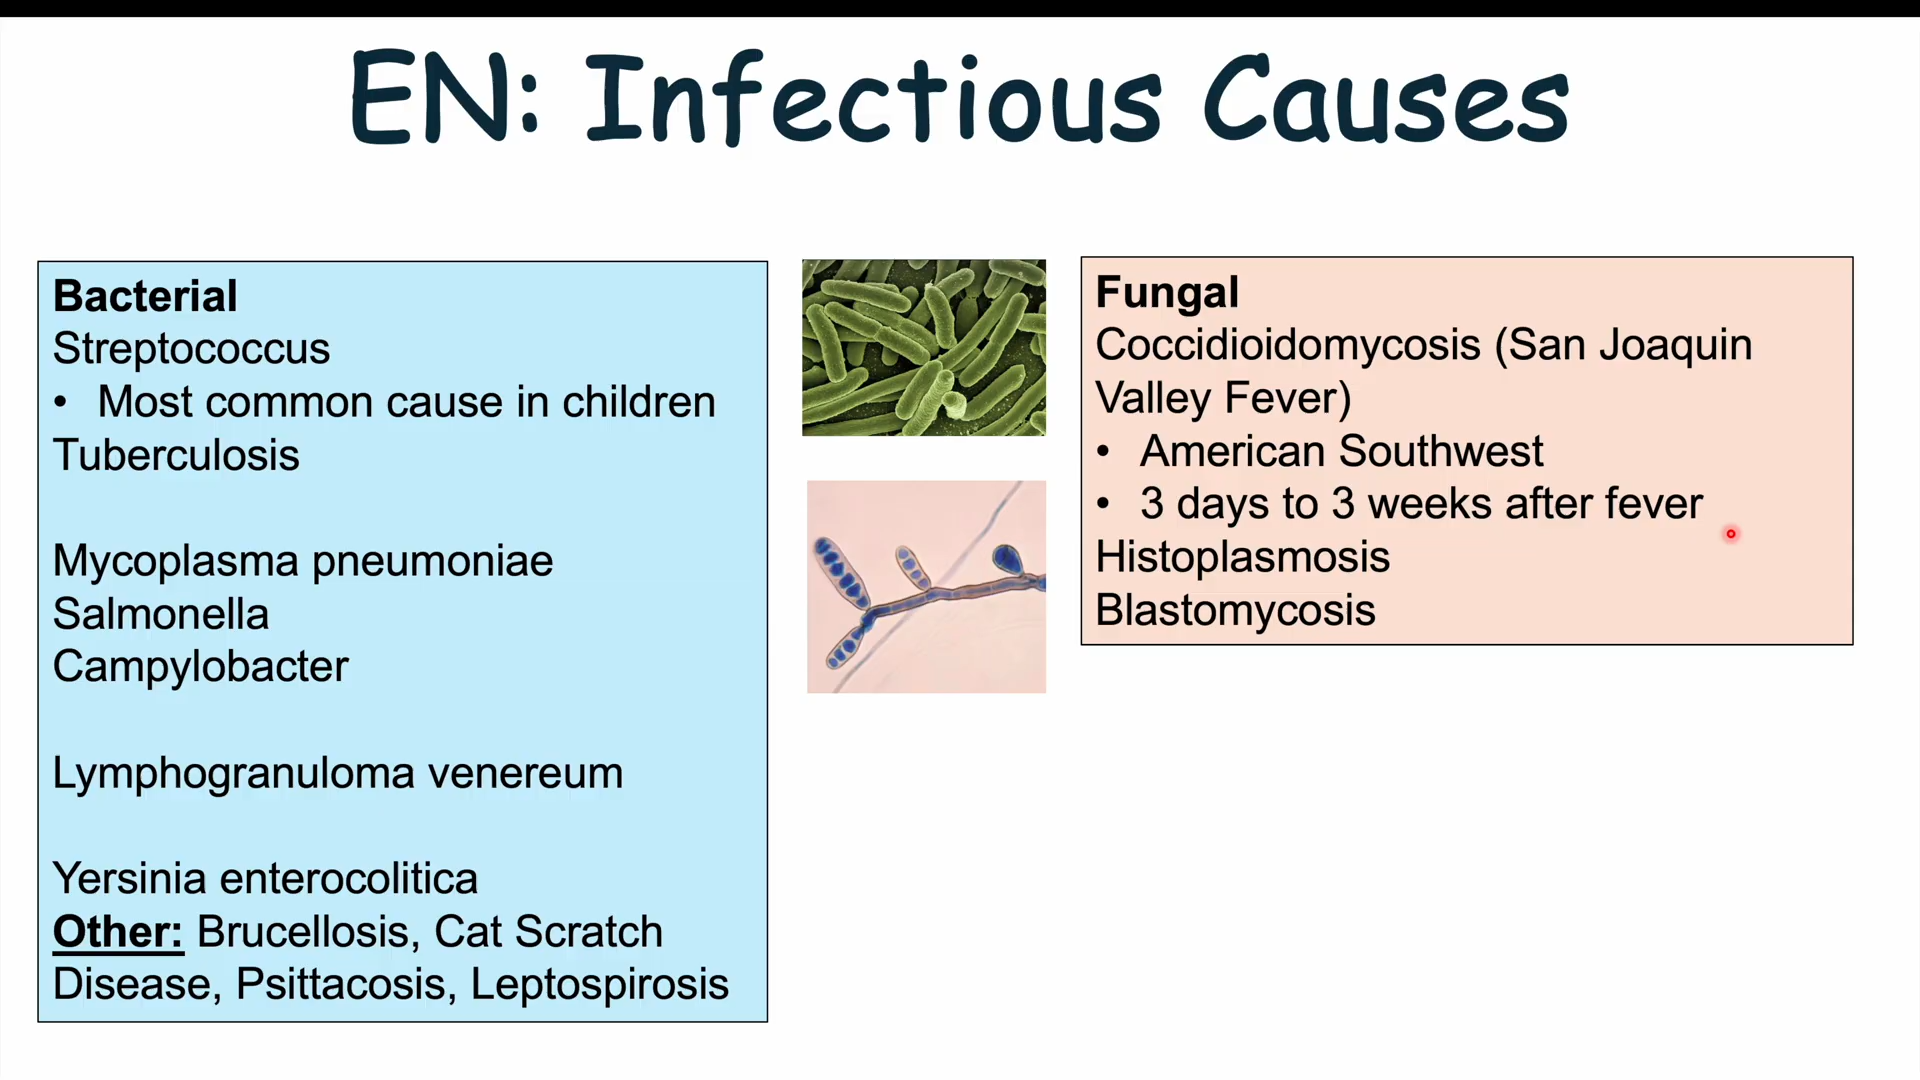 EN: Infectious Causes
Bacterial
Streptococcus
• Most common cause in children
Tuberculosis
Mycoplasma pneumoniae
Salmonella
Campylobacter
Lymphogranuloma venereum
Yersinia enterocolitica
Other: Brucellosis, Cat Scratch
Disease, Psittacosis, Leptospirosis
Fungal
Coccidioidomycosis (San Joaquin
Valley Fever)
• American Southwest
• 3 days to 3 weeks after fever
Histoplasmosis
Blastomycosis